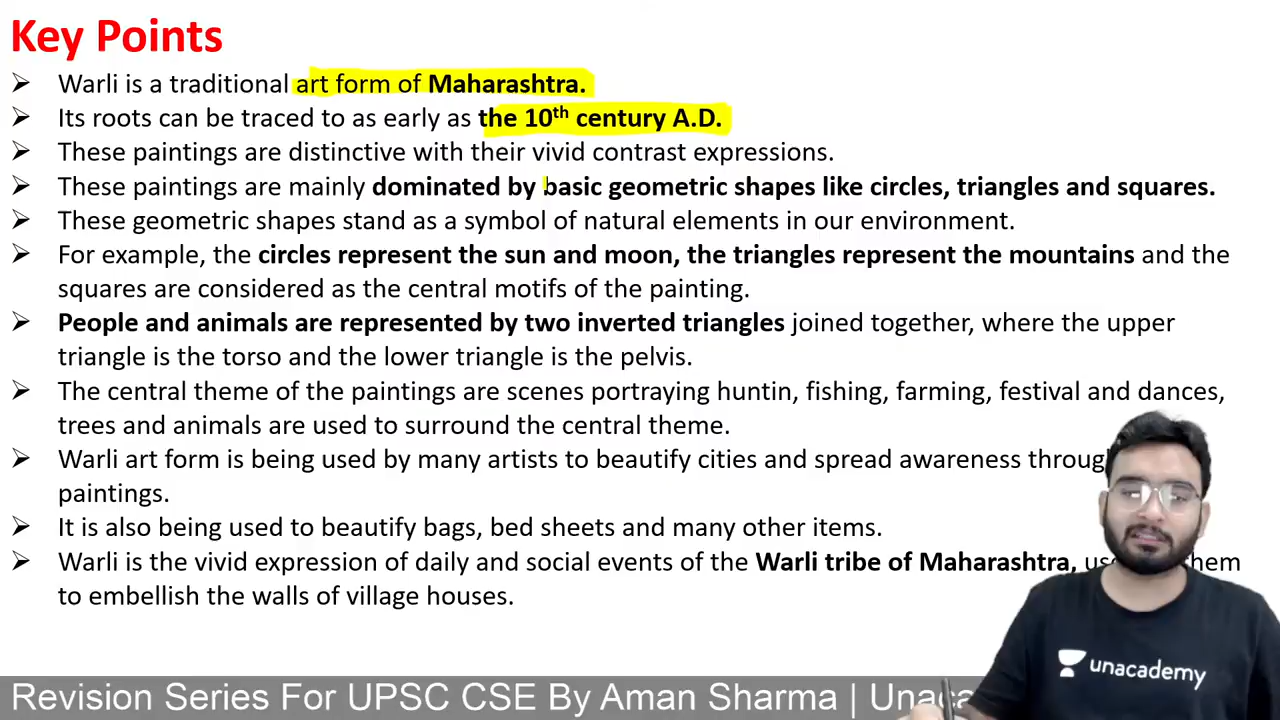 Key Points
➢ Warli is a traditional art form of Maharashtra.
➢ Its roots can be traced to as early as the 10th century A.D.
➢ These paintings are distinctive with their vivid contrast expressions.
➢ These paintings are mainly dominated by basic geometric shapes like circles, triangles and squares.
➢ These geometric shapes stand as a symbol of natural elements in our environment.
➢ For example, the circles represent the sun and moon, the triangles represent the mountains and the
squares are considered as the central motifs of the painting.
➢ People and animals are represented by two inverted triangles joined together, where the upper
triangle is the torso and the lower triangle is the pelvis.
➢ The central theme of the paintings are scenes portraying huntin, fishing, farming, festival and dances,
trees and animals are used to surround the central theme.
➢ Warli art form is being used by many artists to beautify cities and spread awareness
paintings.
➢ It is also being used to beautify bags, bed sheets and many other items.
➢ Warli is the vivid expression of daily and social events of the Warli tribe of Maharashtra,
to embellish the walls of village houses.
unacademy
Revision Series For UPSC CSE By Aman Sharma |